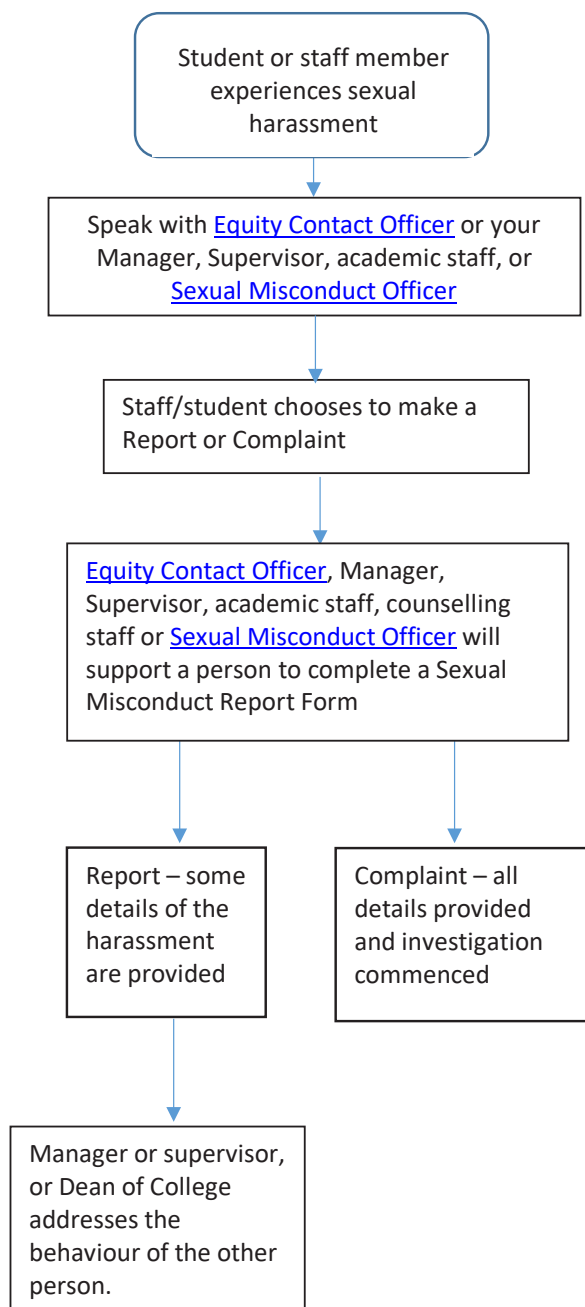 Student or staff member
experiences sexual
harassment
Speak with Equity Contact Officer or your
Manager, Supervisor, academic staff, or
Sexual Misconduct Officer
Staff/student chooses to make a
Report or Complaint
Equity Contact Officer, Manager,
Supervisor, academic staff, counselling
staff or Sexual Misconduct Officer will
support a person to complete a Sexual
Misconduct Report Form
Report – some
details of the
harassment
are provided
Complaint – all
details provided
and investigation
commenced
Manager or supervisor,
or Dean of College
addresses the
behaviour of the other
person.